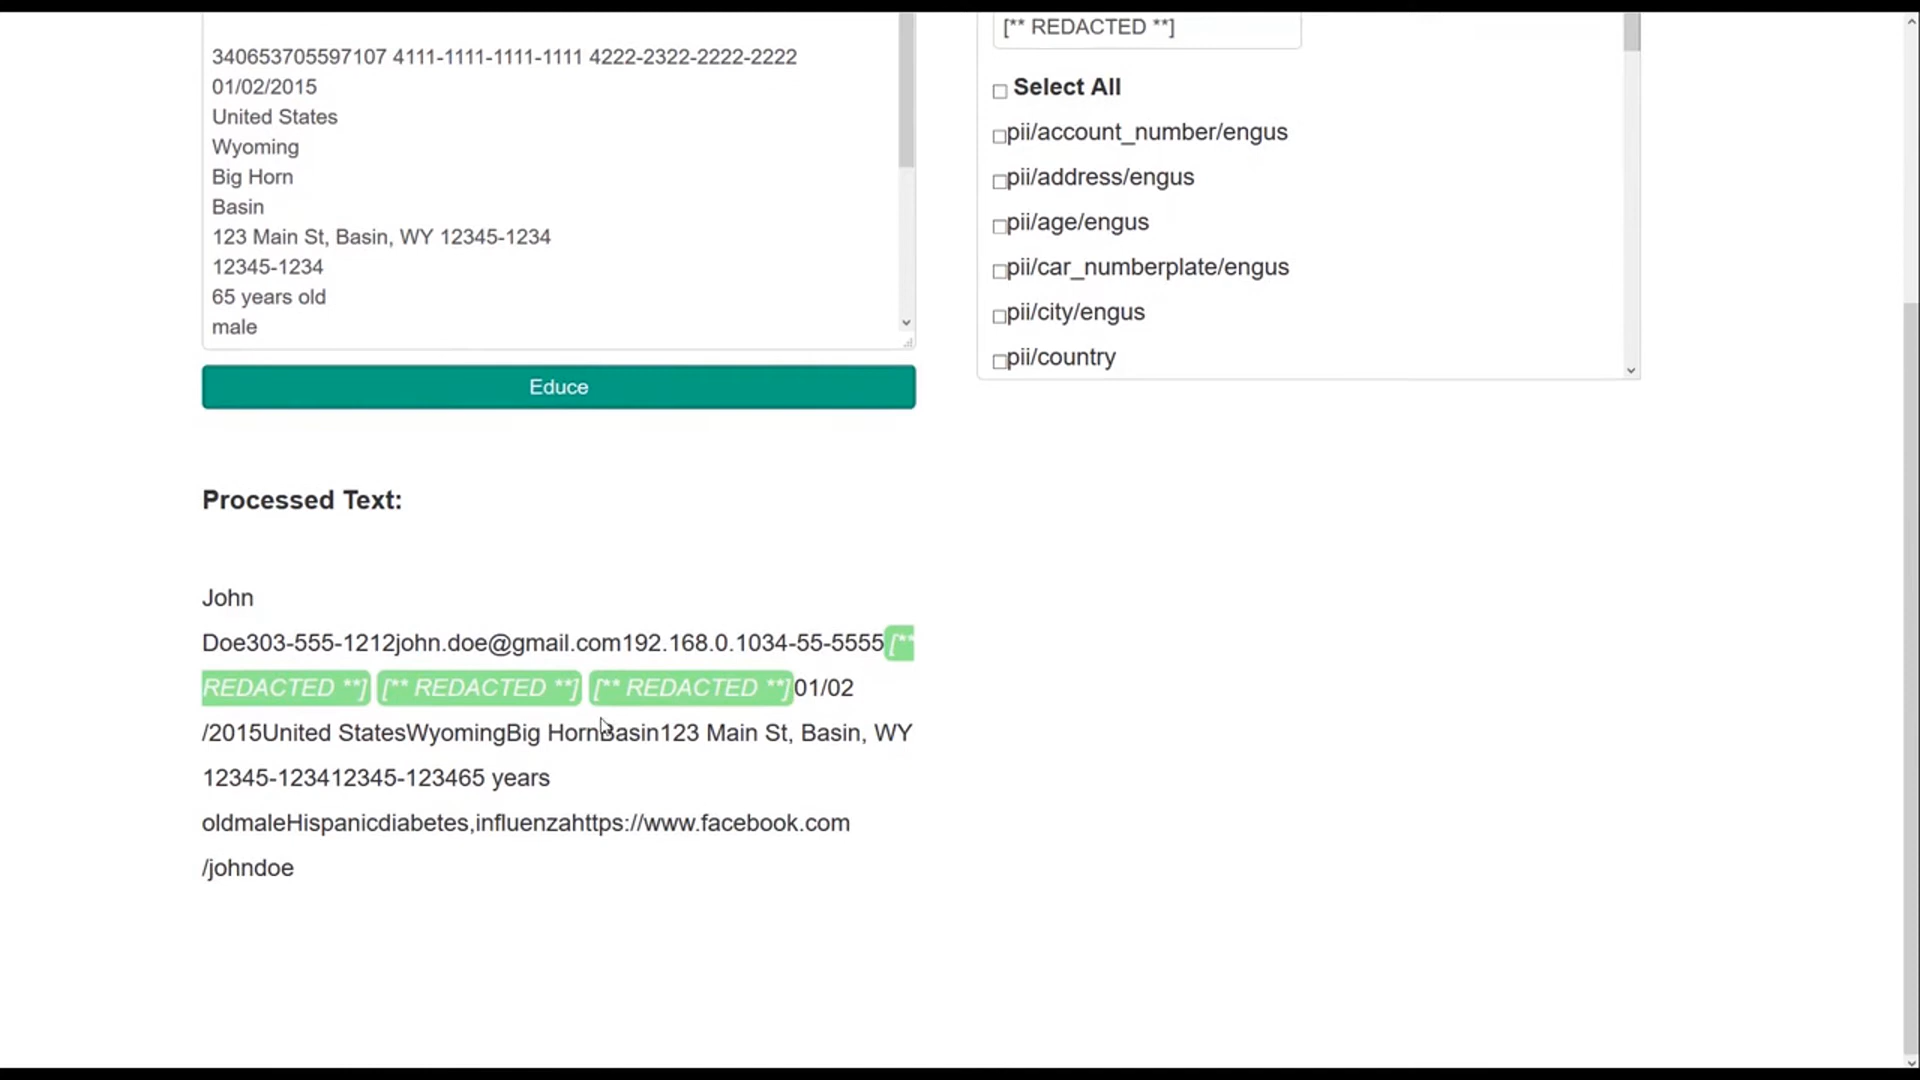 340653705597107 4111-1111-1111-1111 4222-2322-2222-2222
01/02/2015
United States
Wyoming
Big Horn
Basin
123 Main St, Basin, WY 12345-1234
12345-1234
65 years old
male
Educe
[** REDACTED **]
Select All
pii/account_number/engus
pii/address/engus
pii/age/engus
pii/car_numberplate/engus
pii/city/engus
pii/country
Processed Text:
John
Doe303-555-1212john.doe@gmail.com192.168.0.1034-55-5555[**
REDACTED **] [** REDACTED **] [** REDACTED **]01/02
/2015United StatesWyomingBig HornBasin123 Main St, Basin, WY
12345-123412345-123465 years
oldmaleHispanicdiabetes,influenzahttps://www.facebook.com
/johndoe